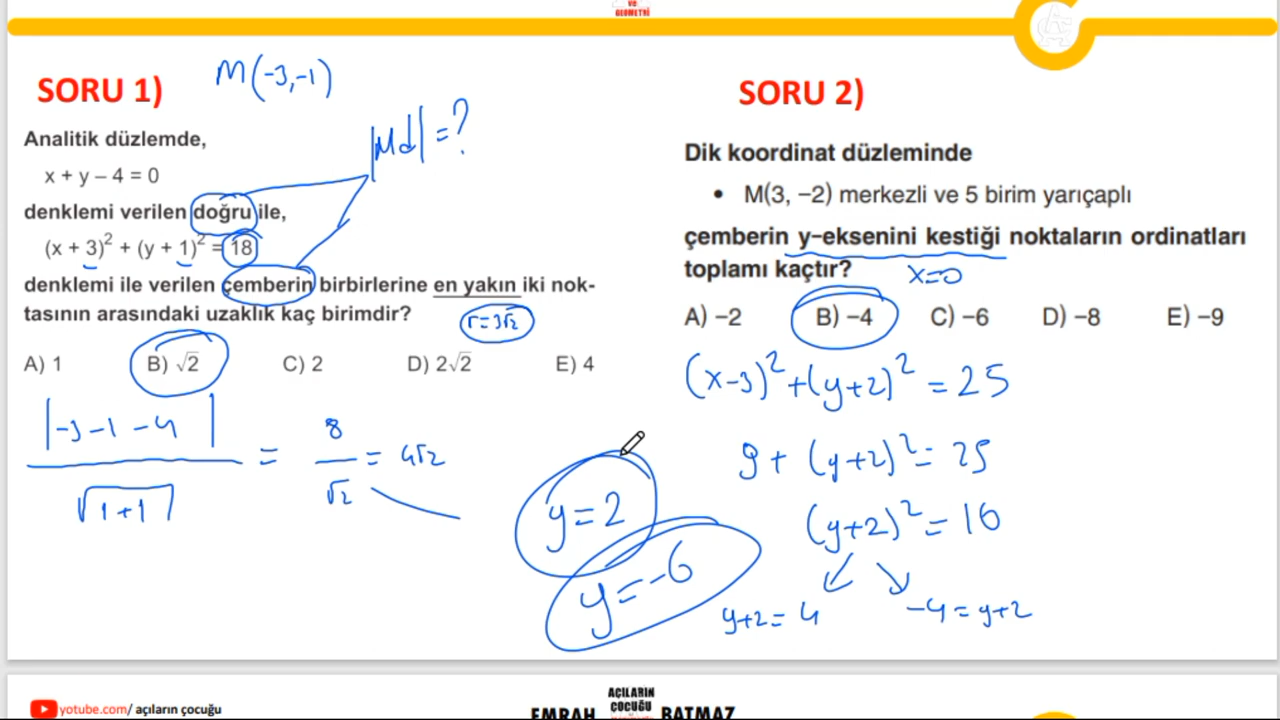 ve
GEOMETRİ
SORU 1)
M(-3,-1)
Analitik düzlemde,
x + y – 4 = 0
|Md|=?
denklemi verilen doğru ile,
(x + 3)² + (y + 1)² = 18
denklemi ile verilen çemberin birbirlerine en yakın iki nok-
tasının arasındaki uzaklık kaç birimdir?
r=3√2
A) 1 B) √2 C) 2 D) 2√2 E) 4
|-3-1-4| / √1+1 = 8/√2 = 4√2
SORU 2)
Dik koordinat düzleminde
• M(3, –2) merkezli ve 5 birim yarıçaplı
çemberin y-eksenini kestiği noktaların ordinatları
toplamı kaçtır?
x=0
A) –2 B) –4 C) –6 D) –8 E) –9
(x-3)²+(y+2)²=25
9+(y+2)²=25
(y+2)²=16
y+2=4 -4=y+2
y=2
y=-6
yotube.com/ açıların çocuğu
AÇILARIN
ÇOCUĞU
EMRAH BATMAZ